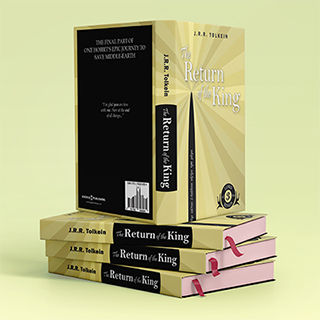 THE FINAL PART OF
ONE HOBBIT'S EPIC JOURNEY TO
SAVE MIDDLE-EARTH
J.R.R. Tolkein
The Return of the King
J.R.R. TOLKEIN
The
Return
of the King
J.R.R. Tolkein
The Return of the King
J.R.R. Tolkein
The Return of the King
J.R.R. Tolkein
The Return of the King